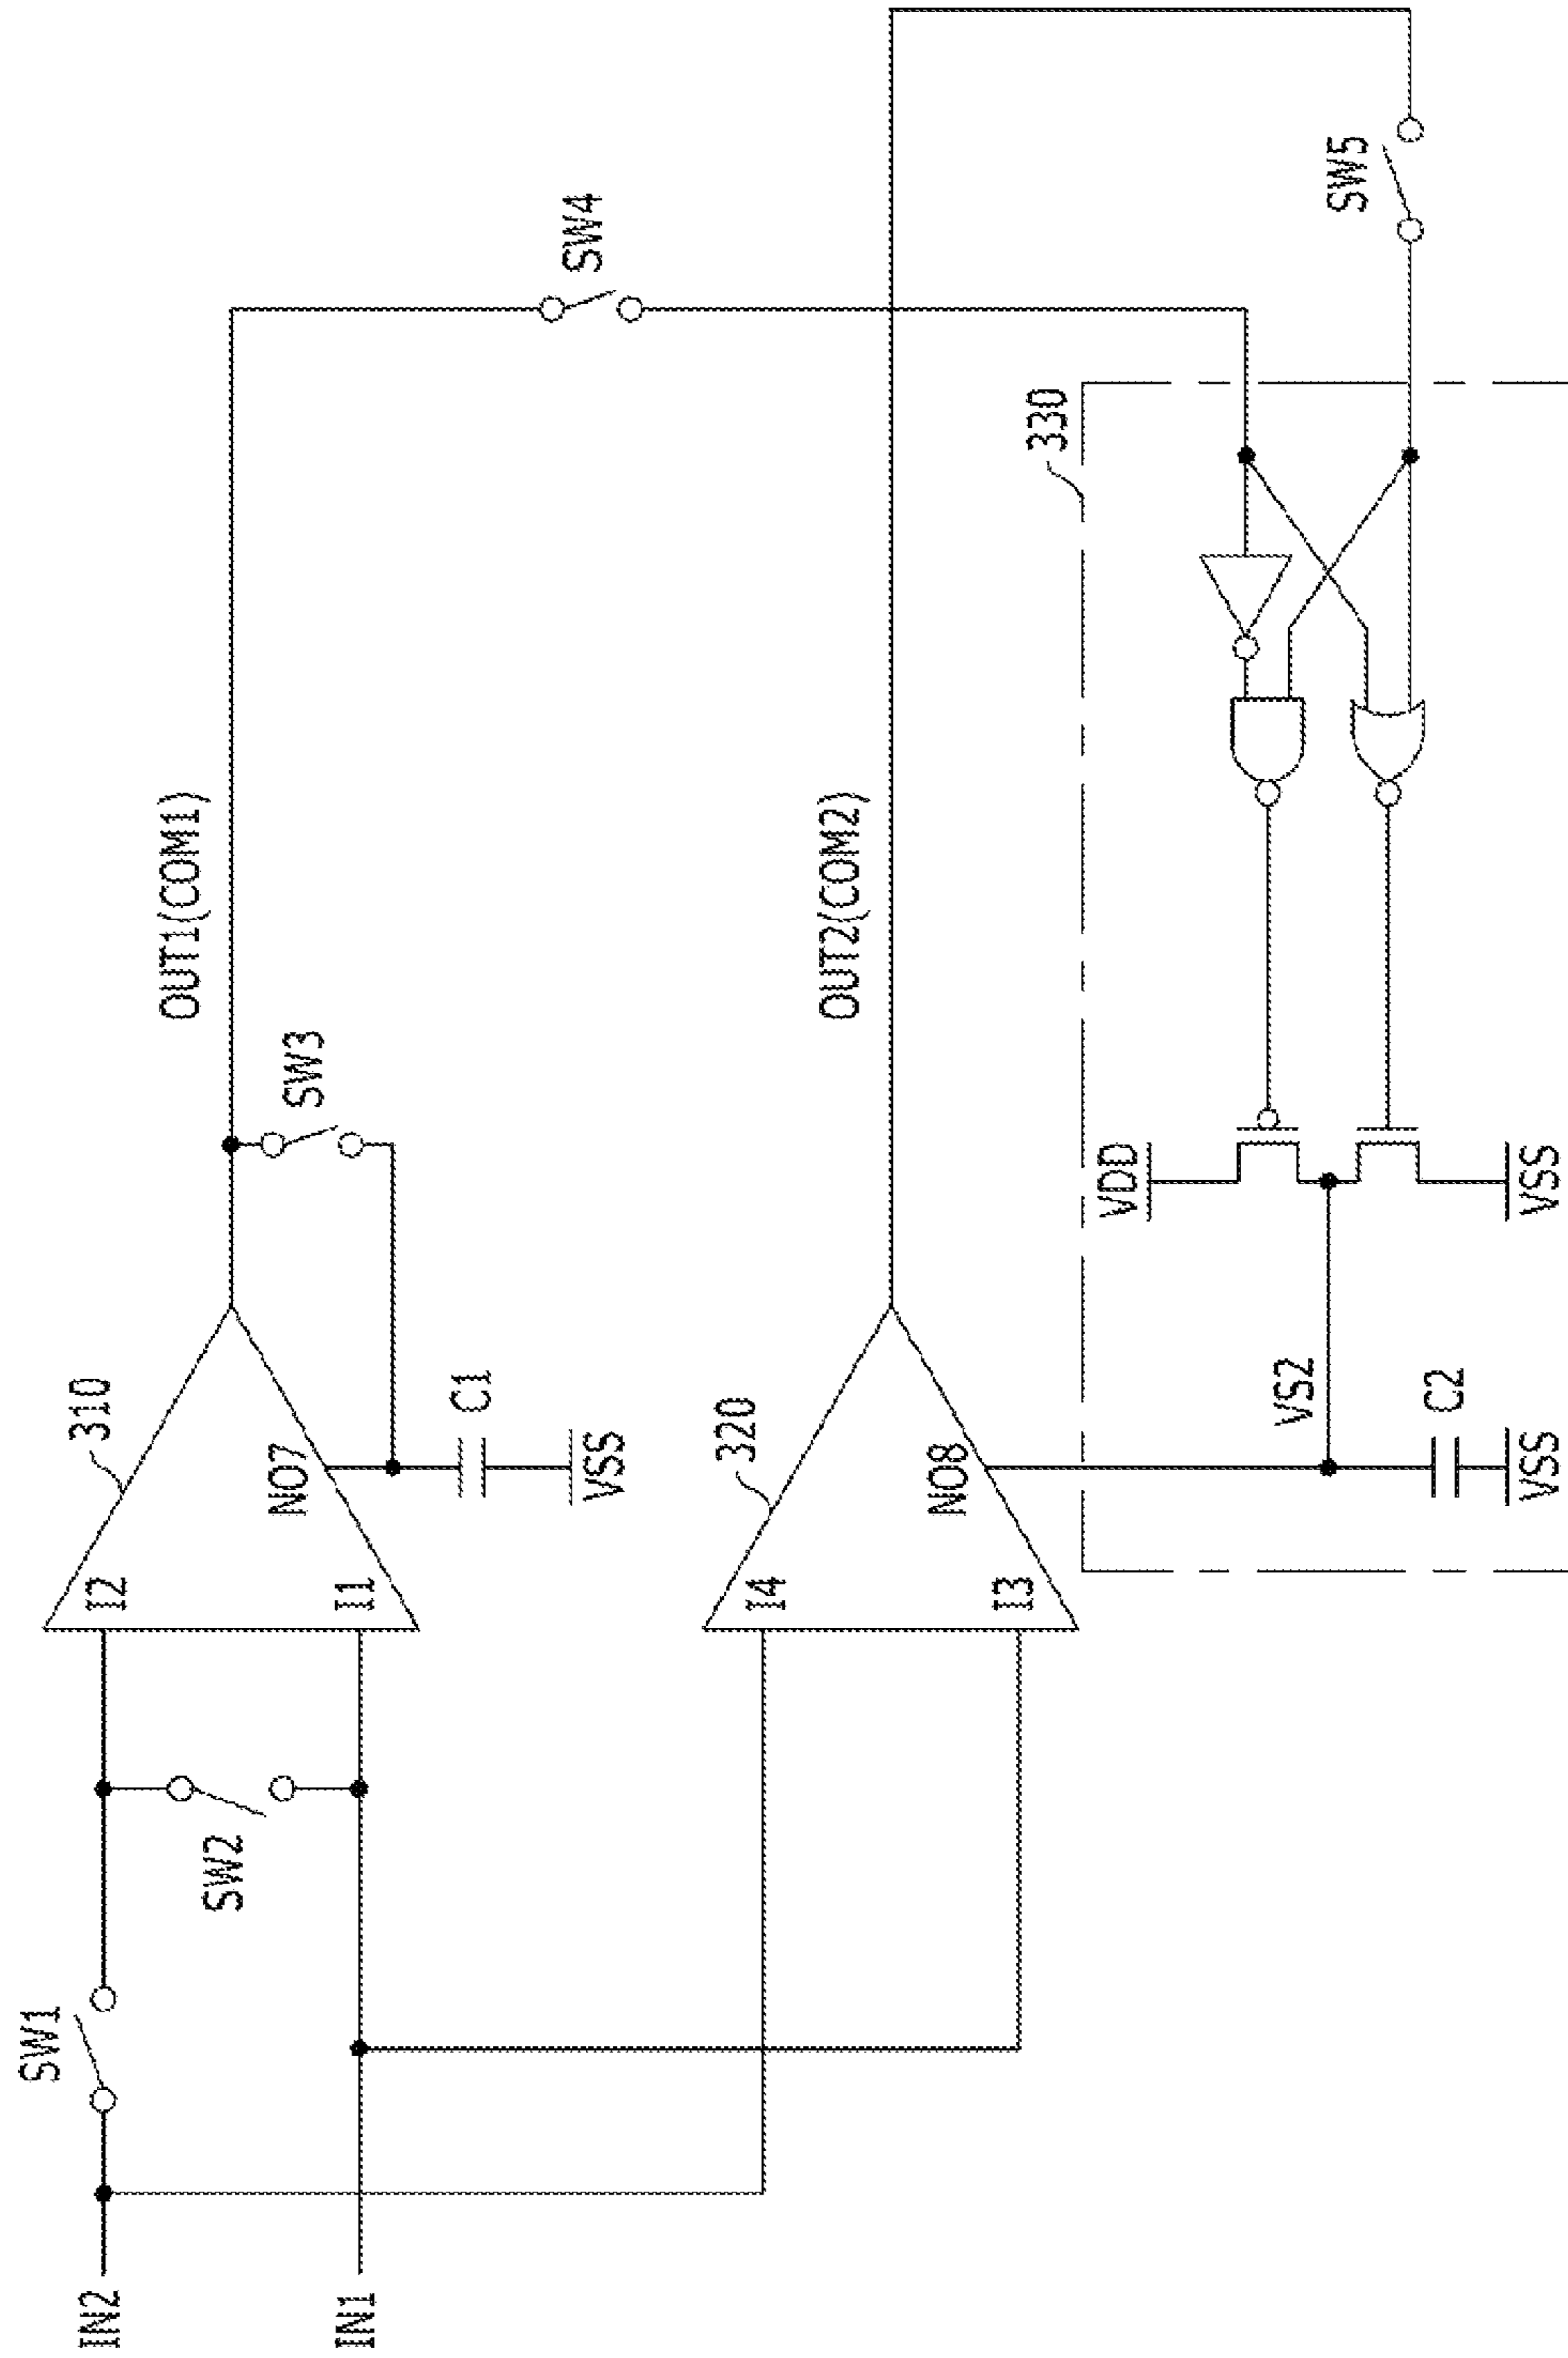 IN2
IN1
SW1
SW2
I2
I1
310
NO7
C1
VSS
SW3
OUT1(COM1)
SW4
I4
I3
320
NO8
OUT2(COM2)
SW5
330
VS2
C2
VSS
VDD
VSS